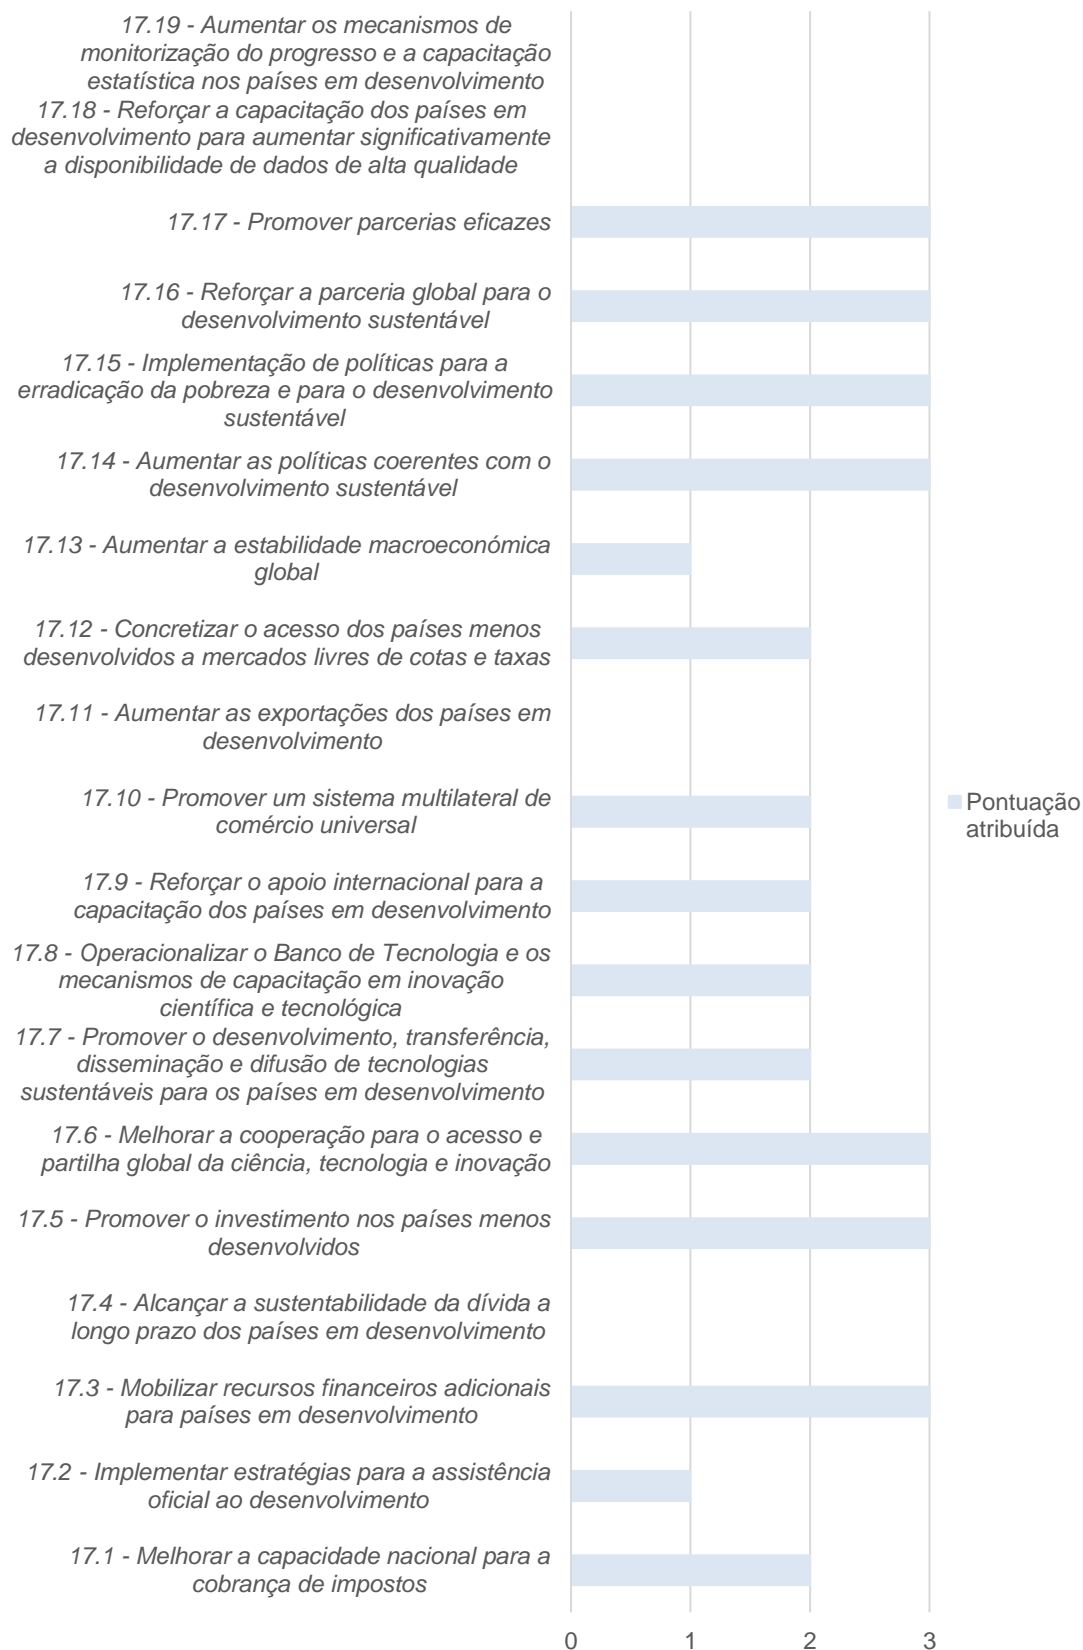 17.19 - Aumentar os mecanismos de
monitorização do progresso e a capacitação
estatística nos países em desenvolvimento
17.18 - Reforçar a capacitação dos países em
desenvolvimento para aumentar significativamente
a disponibilidade de dados de alta qualidade
17.17 - Promover parcerias eficazes
17.16 - Reforçar a parceria global para o
desenvolvimento sustentável
17.15 - Implementação de políticas para a
erradicação da pobreza e para o desenvolvimento
sustentável
17.14 - Aumentar as políticas coerentes com o
desenvolvimento sustentável
17.13 - Aumentar a estabilidade macroeconómica
global
17.12 - Concretizar o acesso dos países menos
desenvolvidos a mercados livres de cotas e taxas
17.11 - Aumentar as exportações dos países em
desenvolvimento
17.10 - Promover um sistema multilateral de
comércio universal
17.9 - Reforçar o apoio internacional para a
capacitação dos países em desenvolvimento
17.8 - Operacionalizar o Banco de Tecnologia e os
mecanismos de capacitação em inovação
científica e tecnológica
17.7 - Promover o desenvolvimento, transferência,
disseminação e difusão de tecnologias
sustentáveis para os países em desenvolvimento
17.6 - Melhorar a cooperação para o acesso e
partilha global da ciência, tecnologia e inovação
17.5 - Promover o investimento nos países menos
desenvolvidos
17.4 - Alcançar a sustentabilidade da dívida a
longo prazo dos países em desenvolvimento
17.3 - Mobilizar recursos financeiros adicionais
para países em desenvolvimento
17.2 - Implementar estratégias para a assistência
oficial ao desenvolvimento
17.1 - Melhorar a capacidade nacional para a
cobrança de impostos
0 1 2 3
Pontuação
atribuída